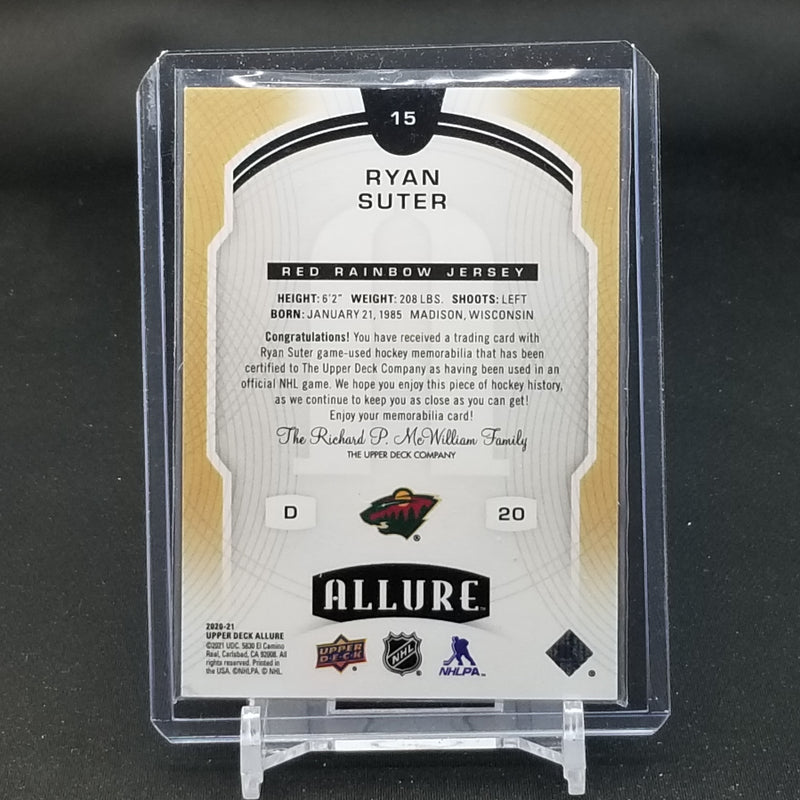 15
RYAN
SUTER
RED RAINBOW JERSEY
HEIGHT: 6'2" WEIGHT: 208 LBS. SHOOTS: LEFT
BORN: JANUARY 21, 1985 MADISON, WISCONSIN
Congratulations! You have received a trading card with
Ryan Suter game-used hockey memorabilia that has been
certified to The Upper Deck Company as having been used in an
official NHL game. We hope you enjoy this piece of hockey history,
as we continue to keep you as close as you can get!
Enjoy your memorabilia card!
The Richard P. McWilliam Family
THE UPPER DECK COMPANY
D
20
ALLURE™
2020-21
UPPER DECK ALLURE
©2021 UDC. 5830 El Camino
Real, Carlsbad, CA 92008. All
rights reserved. Printed in
the USA. ©NHLPA. © NHL.
UPPER DECK
NHL
NHLPA